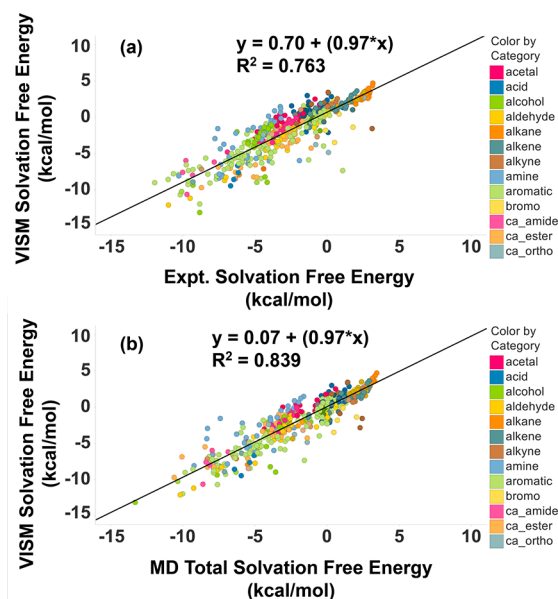 (a)
y = 0.70 + (0.97*x)
R² = 0.763
VISM Solvation Free Energy
(kcal/mol)
10
5
0
-5
-10
-15
-15
-10
-5
0
5
10
Expt. Solvation Free Energy
(kcal/mol)
Color by
Category
acetal
acid
alcohol
aldehyde
alkane
alkene
alkyne
amine
aromatic
bromo
ca_amide
ca_ester
ca_ortho
(b)
y = 0.07 + (0.97*x)
R² = 0.839
VISM Solvation Free Energy
(kcal/mol)
10
5
0
-5
-10
-15
-15
-10
-5
0
5
10
MD Total Solvation Free Energy
(kcal/mol)
Color by
Category
acetal
acid
alcohol
aldehyde
alkane
alkene
alkyne
amine
aromatic
bromo
ca_amide
ca_ester
ca_ortho